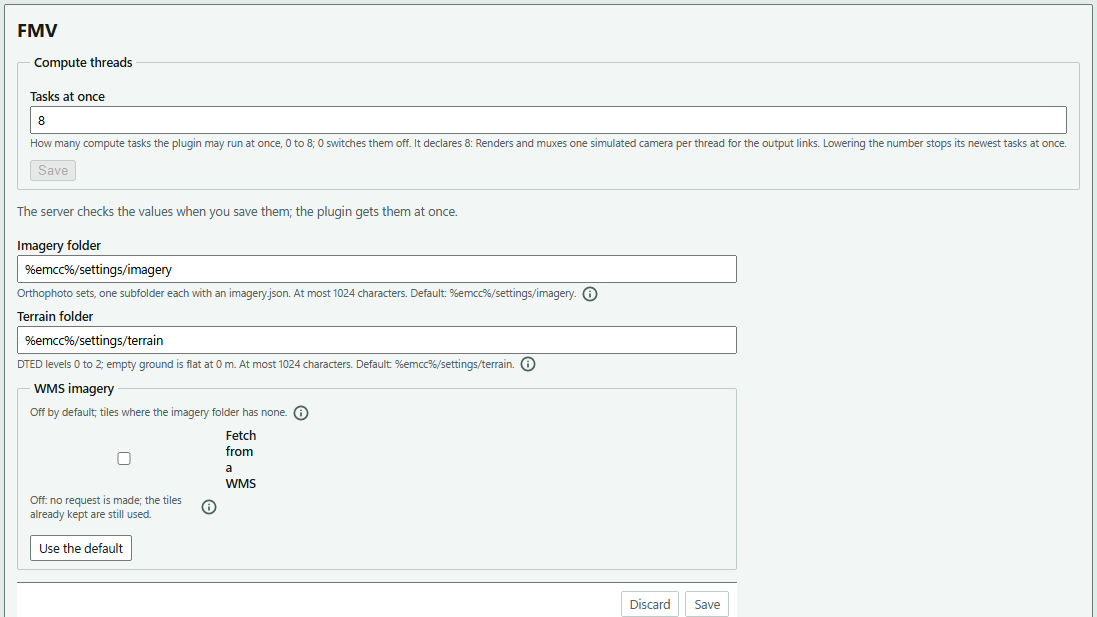 FMV
Compute threads
Tasks at once
8
How many compute tasks the plugin may run at once, 0 to 8; 0 switches them off. It declares 8: Renders and muxes one simulated camera per thread for the output links. Lowering the number stops its newest tasks at once.
Save
The server checks the values when you save them; the plugin gets them at once.
Imagery folder
%emcc%/settings/imagery
Orthophoto sets, one subfolder each with an imagery.json. At most 1024 characters. Default: %emcc%/settings/imagery.
Terrain folder
%emcc%/settings/terrain
DTED levels 0 to 2; empty ground is flat at 0 m. At most 1024 characters. Default: %emcc%/settings/terrain.
WMS imagery
Off by default; tiles where the imagery folder has none.
Fetch
from
a
WMS
Off: no request is made; the tiles
already kept are still used.
Use the default
Discard Save